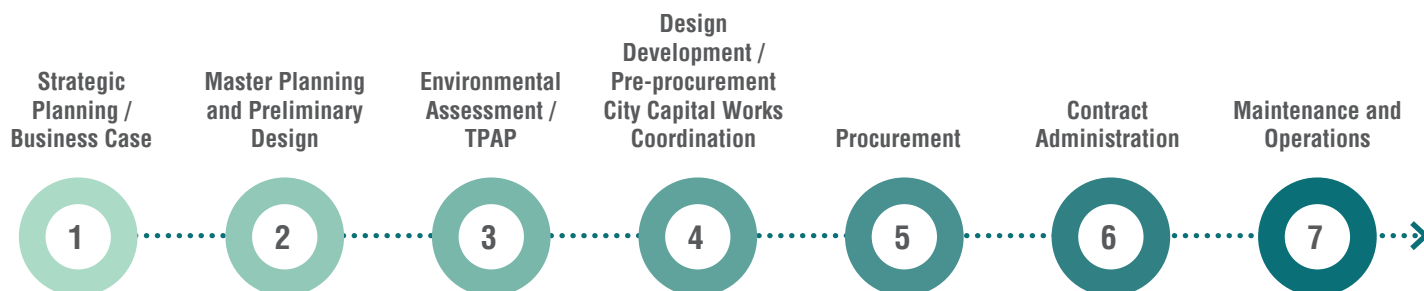 Strategic
Planning /
Business Case
Master Planning
and Preliminary
Design
Environmental
Assessment /
TPAP
Design
Development /
Pre-procurement
City Capital Works
Coordination
Procurement
Contract
Administration
Maintenance and
Operations
1
2
3
4
5
6
7